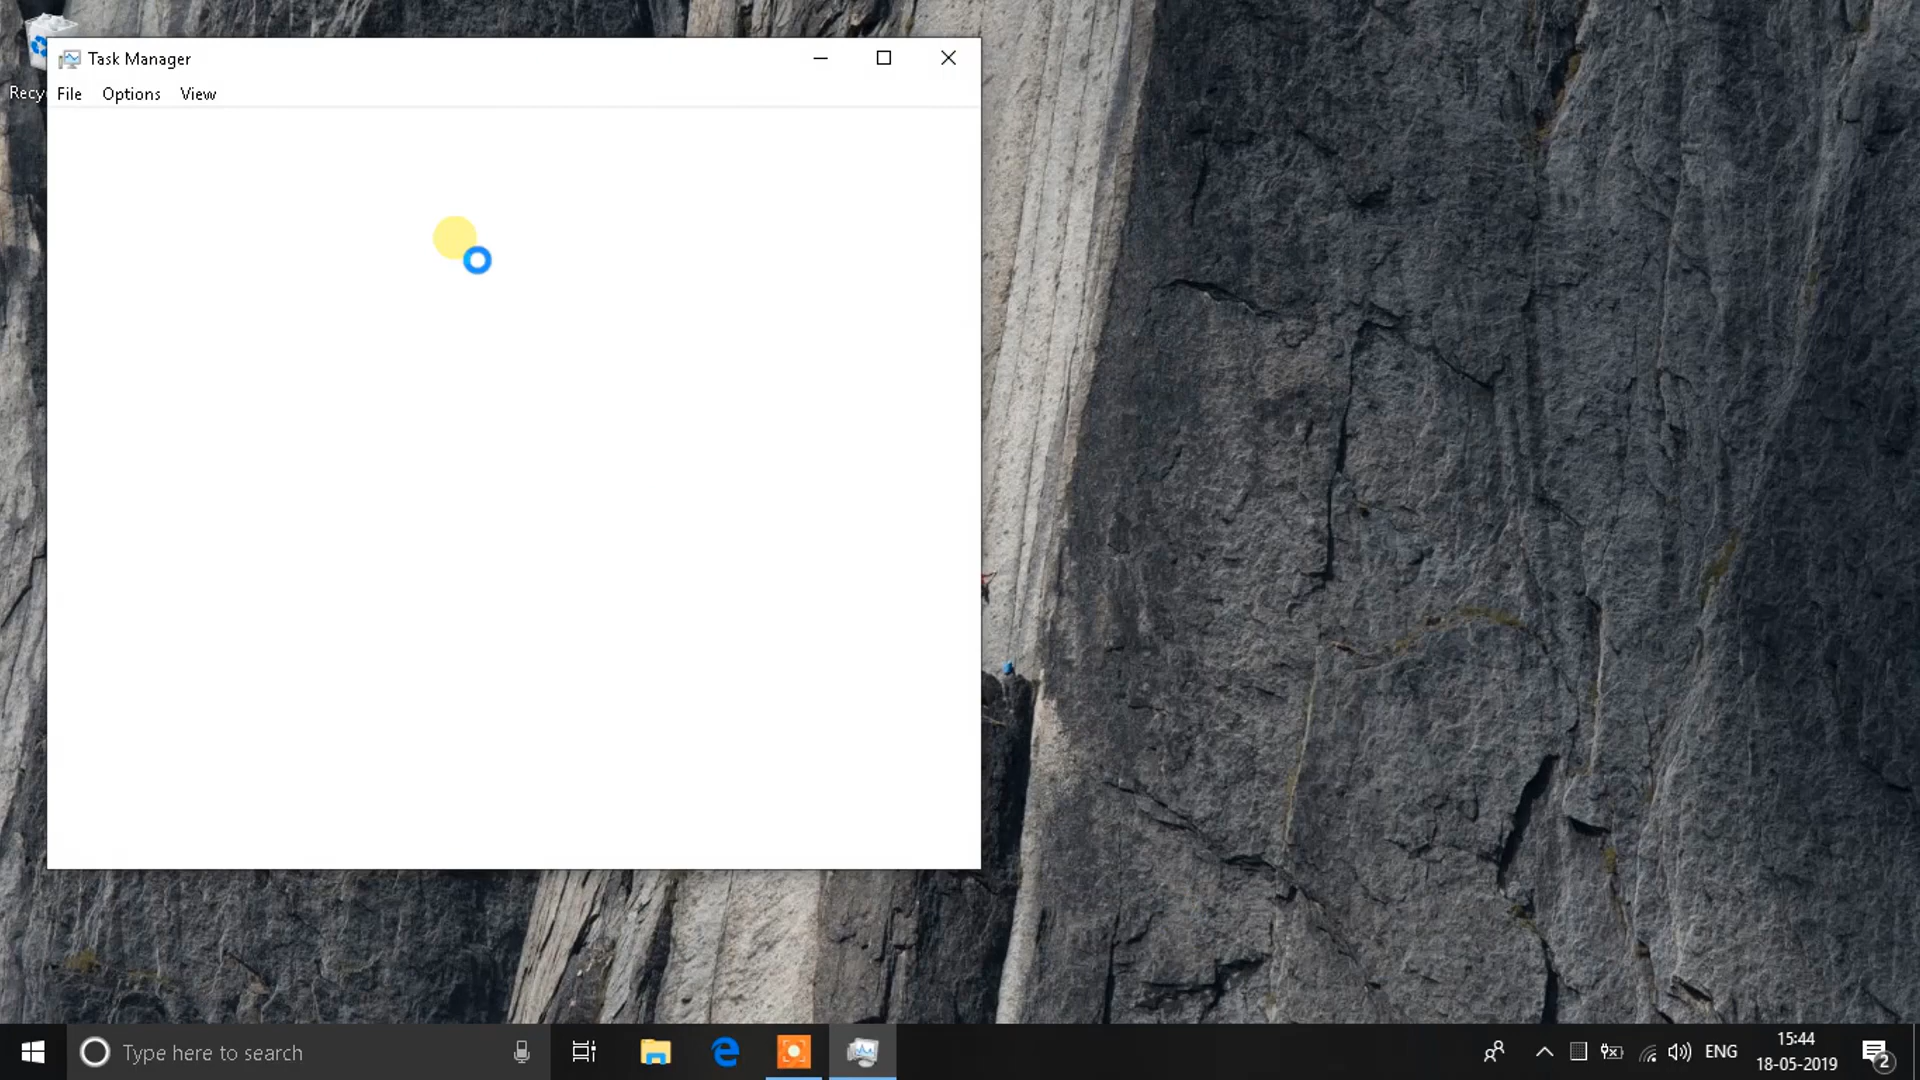 Task Manager
Recy
File Options View
Type here to search
ENG
15:44
18-05-2019
2